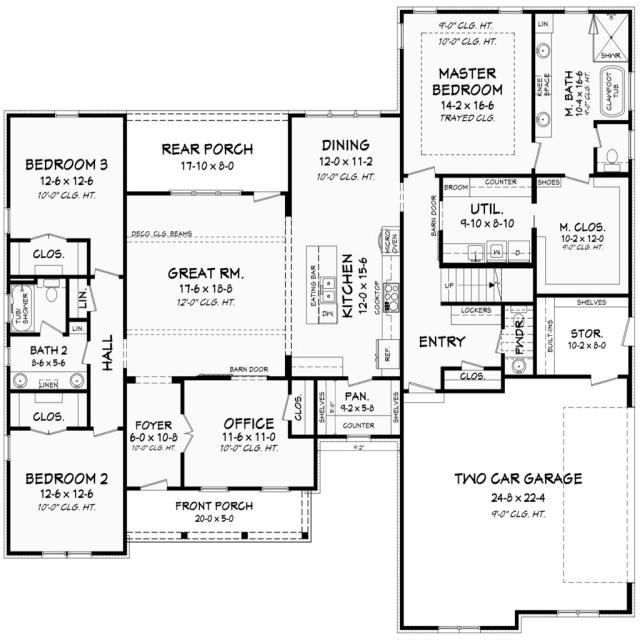 9'-0" CLG. HT.
10'-0" CLG. HT.
MASTER
BEDROOM
14-2 x 16-6
TRAYED CLG.
LIN.
KNEE
SPACE
M. BATH
10-4 x 16-6
9'-0" CLG. HT.
SHWR.
CLAWFOOT
TUB
REAR PORCH
17-10 x 8-0
DINING
12-0 x 11-2
10'-0" CLG. HT.
BEDROOM 3
12-6 x 12-6
10'-0" CLG. HT.
CLOS.
BROOM
COUNTER
SHOES
UTIL.
9-10 x 8-10
W
D
BARN DOOR
M. CLOS.
10-2 x 12-0
9'-0" CLG. HT.
DECO. CLG. BEAMS
GREAT RM.
17-6 x 18-8
12'-0" CLG. HT.
EATING BAR
DW.
KITCHEN
12-0 x 15-6
COOKTOP
MICRO/
OVEN
REF.
UP
TUB/
SHOWER
LIN.
LIN.
BATH 2
8-6 x 5-6
LINEN
HALL
LOCKERS
ENTRY
PWDR.
CLOS.
SHELVES
BUILT-INS
STOR.
10-2 x 8-0
CLOS.
BARN DOOR
FOYER
6-0 x 10-8
10'-0" CLG. HT.
OFFICE
11-6 x 11-0
10'-0" CLG. HT.
CLOS.
SHELVES
5'-0"
PAN.
9-2 x 5-8
COUNTER
SHELVES
9'-2"
BEDROOM 2
12-6 x 12-6
10'-0" CLG. HT.
FRONT PORCH
20-0 x 5-0
TWO CAR GARAGE
24-8 x 22-4
9'-0" CLG. HT.